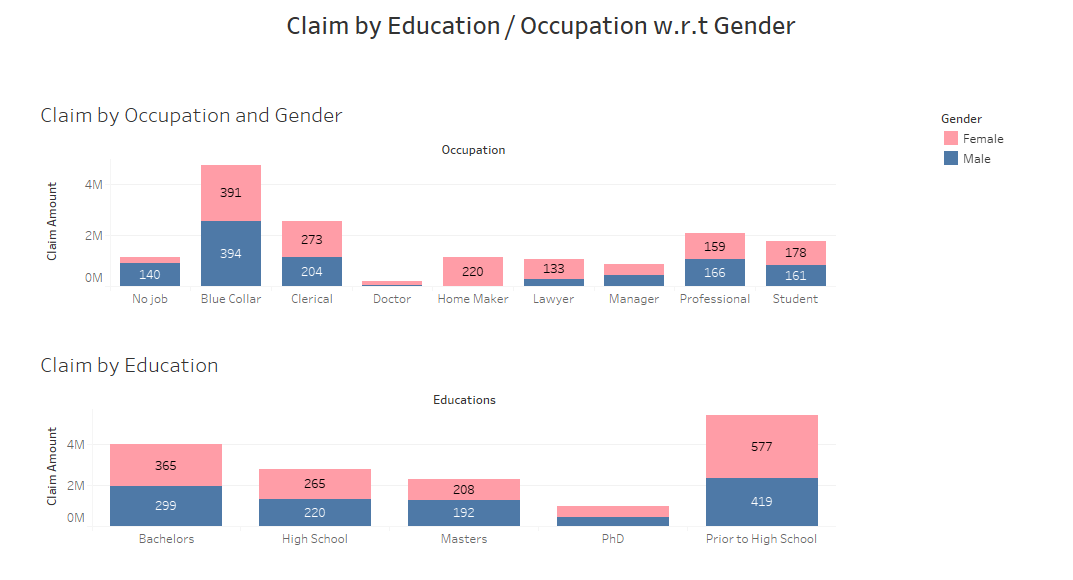 Claim by Education / Occupation w.r.t Gender
Claim by Occupation and Gender
Gender
Female
Male
Occupation
Claim Amount
4M
2M
0M
140
391
394
273
204
220
133
159
166
178
161
No job Blue Collar Clerical Doctor Home Maker Lawyer Manager Professional Student
Claim by Education
Educations
Claim Amount
4M
2M
0M
365
299
265
220
208
192
577
419
Bachelors High School Masters PhD Prior to High School